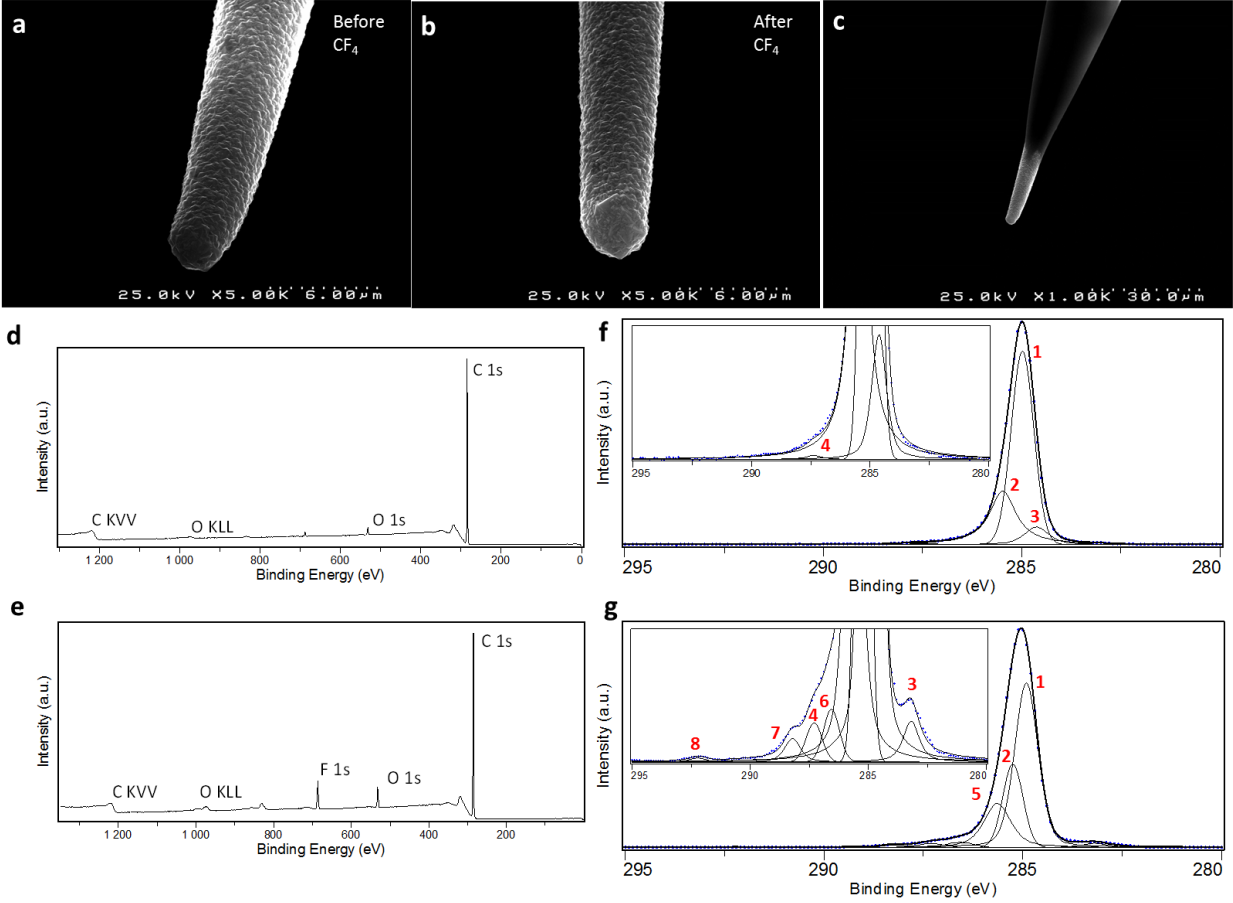 a
Before
CF4
25.0kV X5.00K 6.00µm
b
After
CF4
25.0kV X5.00K 6.00µm
c
25.0kV X1.00K 30.0µm
d
Intensity (a.u.)
C 1s
C KVV
O KLL
O 1s
1 200
1 000
800
600
400
200
0
Binding Energy (eV)
e
Intensity (a.u.)
C 1s
F 1s
O 1s
C KVV
O KLL
1 200
1 000
800
600
400
200
Binding Energy (eV)
f
Intensity (a.u.)
1
2
3
4
295
290
285
280
295
290
285
280
Binding Energy (eV)
g
Intensity (a.u.)
1
2
5
3
6
4
7
8
295
290
285
280
295
290
285
280
Binding Energy (eV)